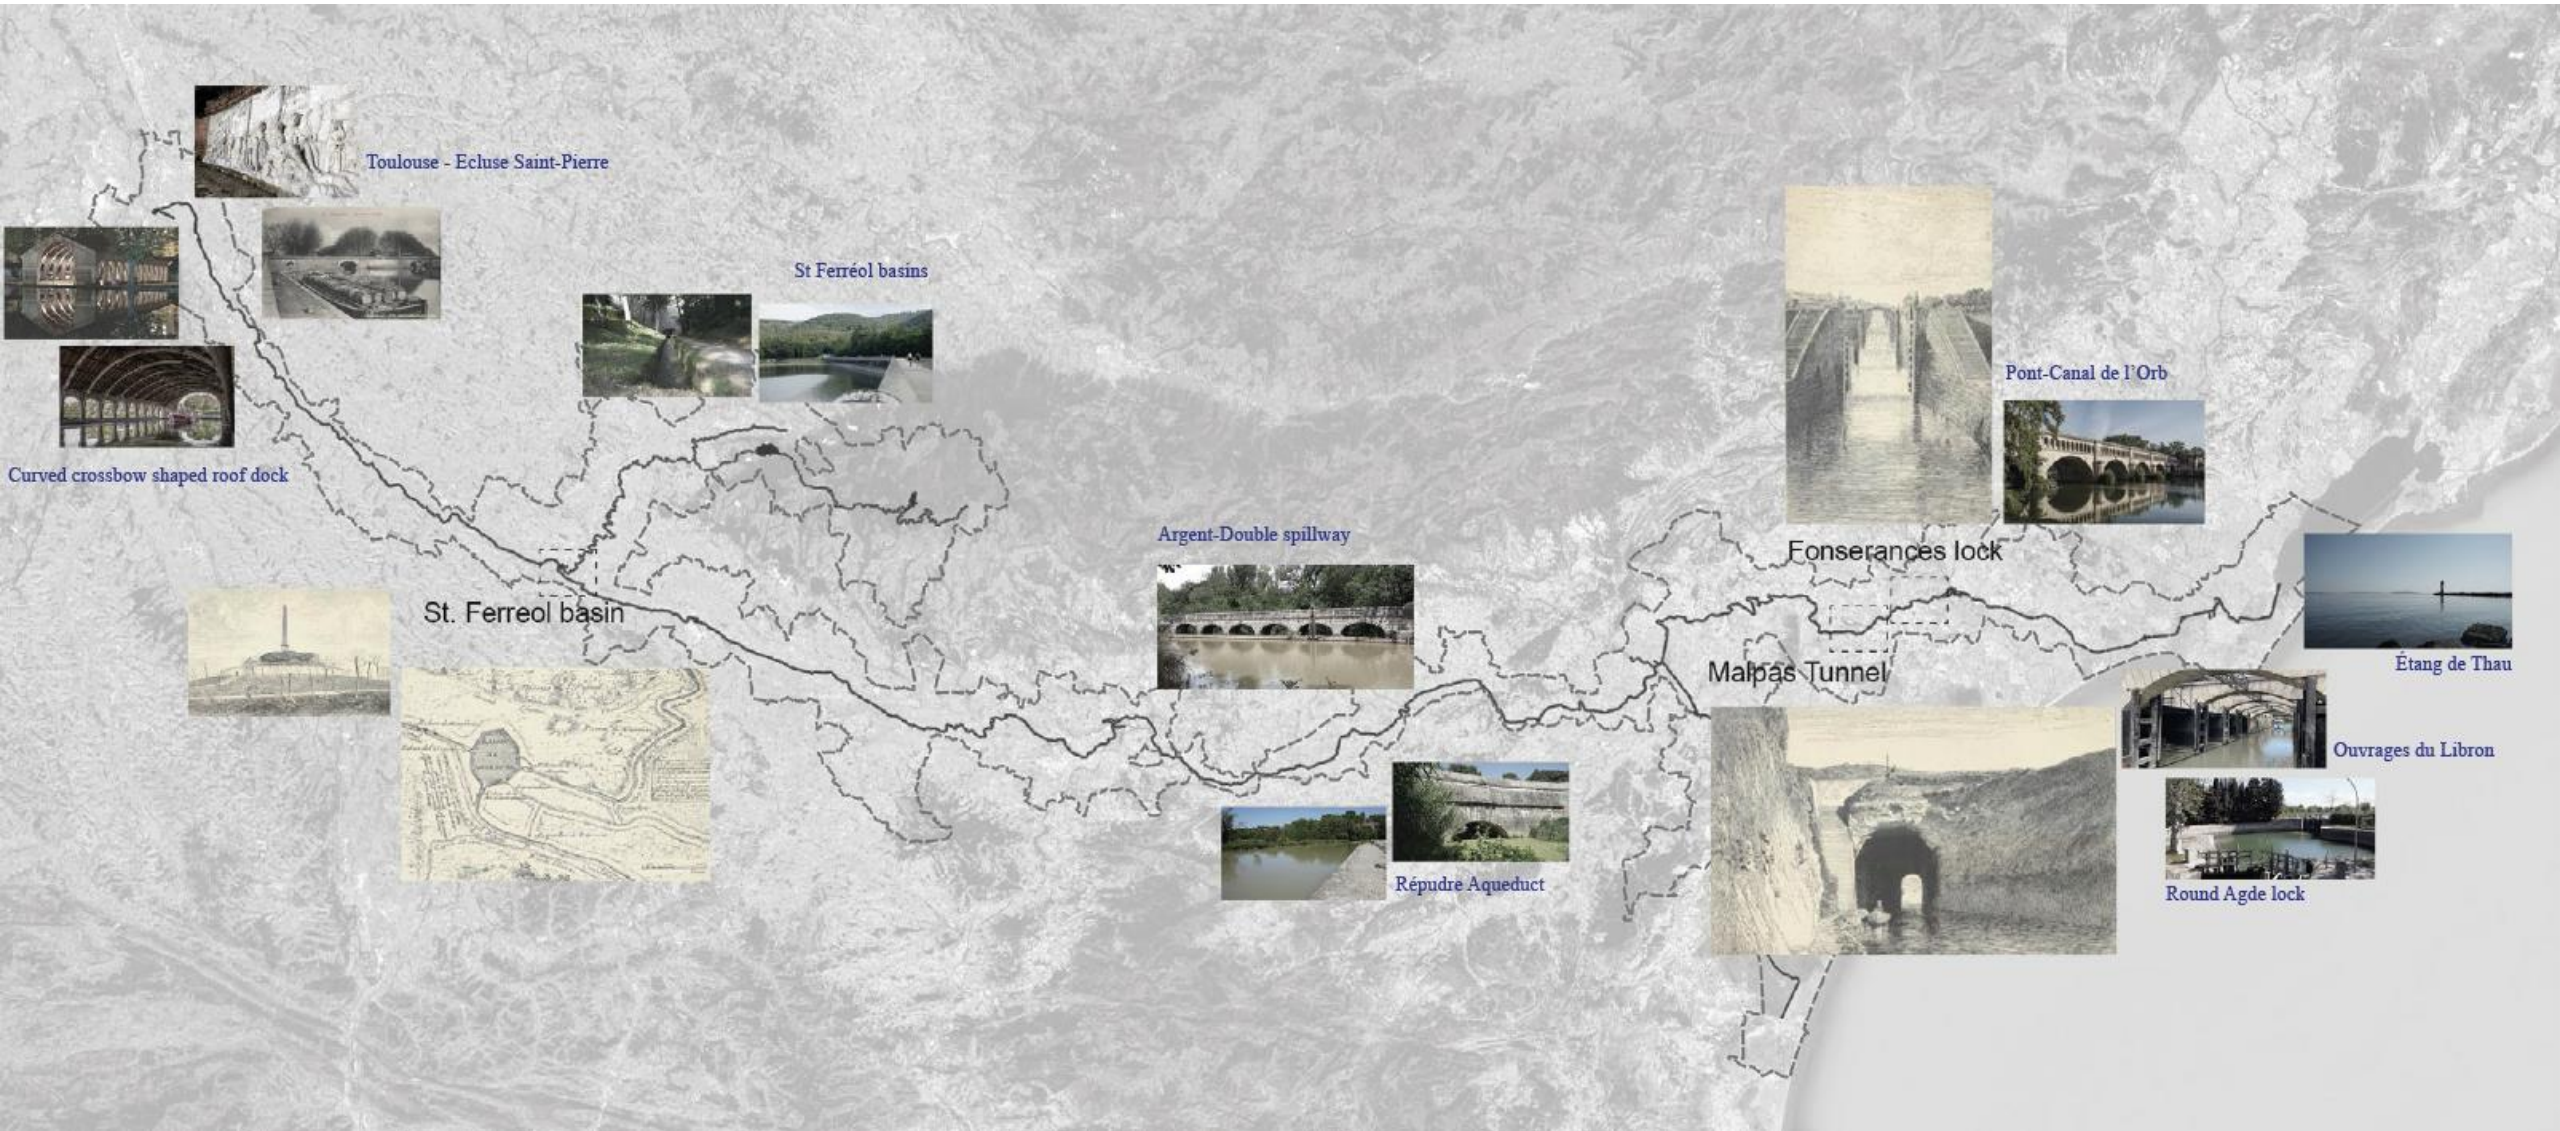 Toulouse - Ecluse Saint-Pierre
St Ferréol basins
Pont-Canal de l’Orb
Curved crossbow shaped roof dock
Argent-Double spillway
Fonserances lock
St. Ferreol basin
Malpas Tunnel
Étang de Thau
Ouvrages du Libron
Répudre Aqueduct
Round Agde lock